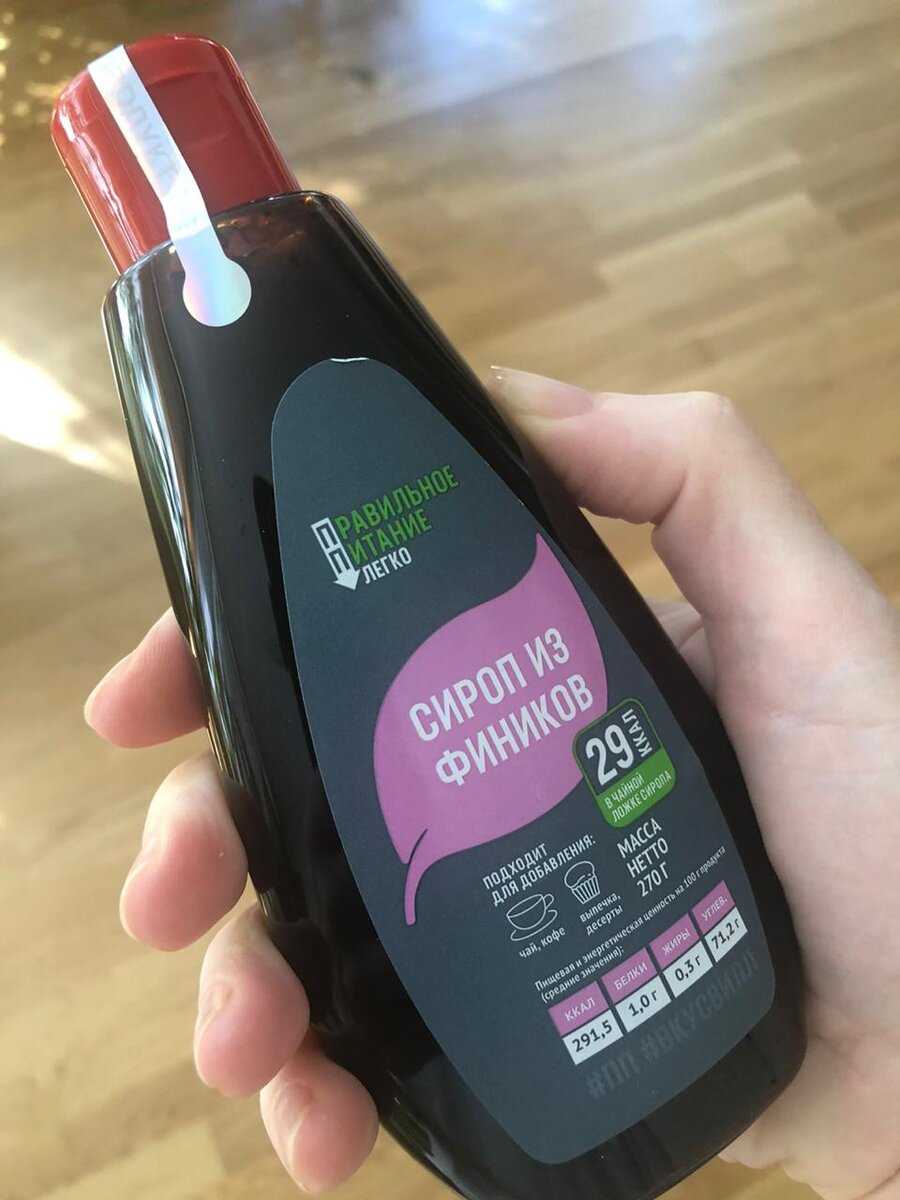 ПРАВИЛЬНОЕ
ПИТАНИЕ
ЛЕГКО
СИРОП ИЗ
ФИНИКОВ
29 ККАЛ
В ЧАЙНОЙ
ЛОЖКЕ СИРОПА
ПОДХОДИТ
ДЛЯ ДОБАВЛЕНИЯ:
чай, кофе
выпечка,
десерты
МАССА
НЕТТО
270 Г
Пищевая и энергетическая ценность на 100 г продукта
(средние значения):
ККАЛ БЕЛКИ ЖИРЫ УГЛЕВ.
291,5 1,0 г 0,3 г 71,2 г
#ПП #ВКУСВИЛЛ